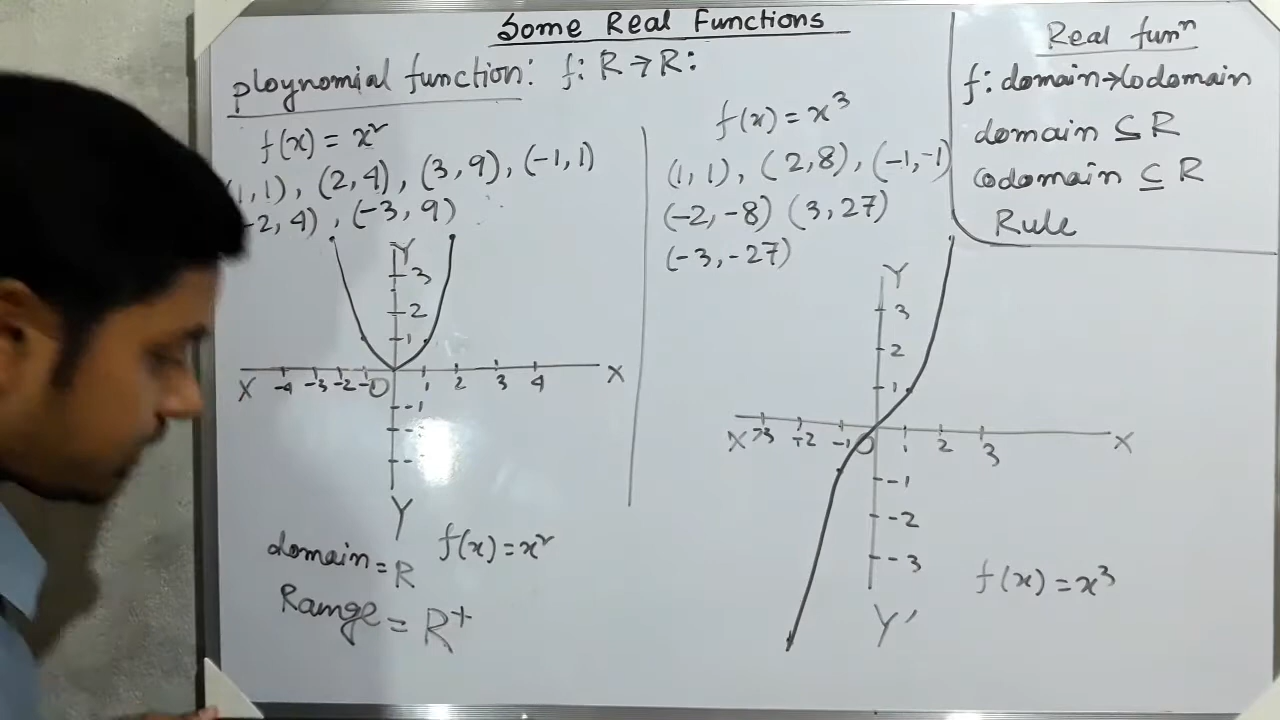 Some Real Functions
ploynomial function: f: R → R:
f(x) = x²
1, 1), (2, 4), (3, 9), (-1, 1)
-2, 4), (-3, 9)
Y
3
2
1
X -4 -3 -2 -1 O 1 2 3 4 X
-1
Y
domain = R f(x) = x²
Range = R⁺
f(x) = x³
(1, 1), (2, 8), (-1, -1)
(-2, -8) (3, 27)
(-3, -27)
Y
3
2
1
X -3 -2 -1 O 1 2 3 X
-1
-2
-3
Y'
f(x) = x³
Real funⁿ
f: domain→Codomain
domain ⊆ R
Codomain ⊆ R
Rule